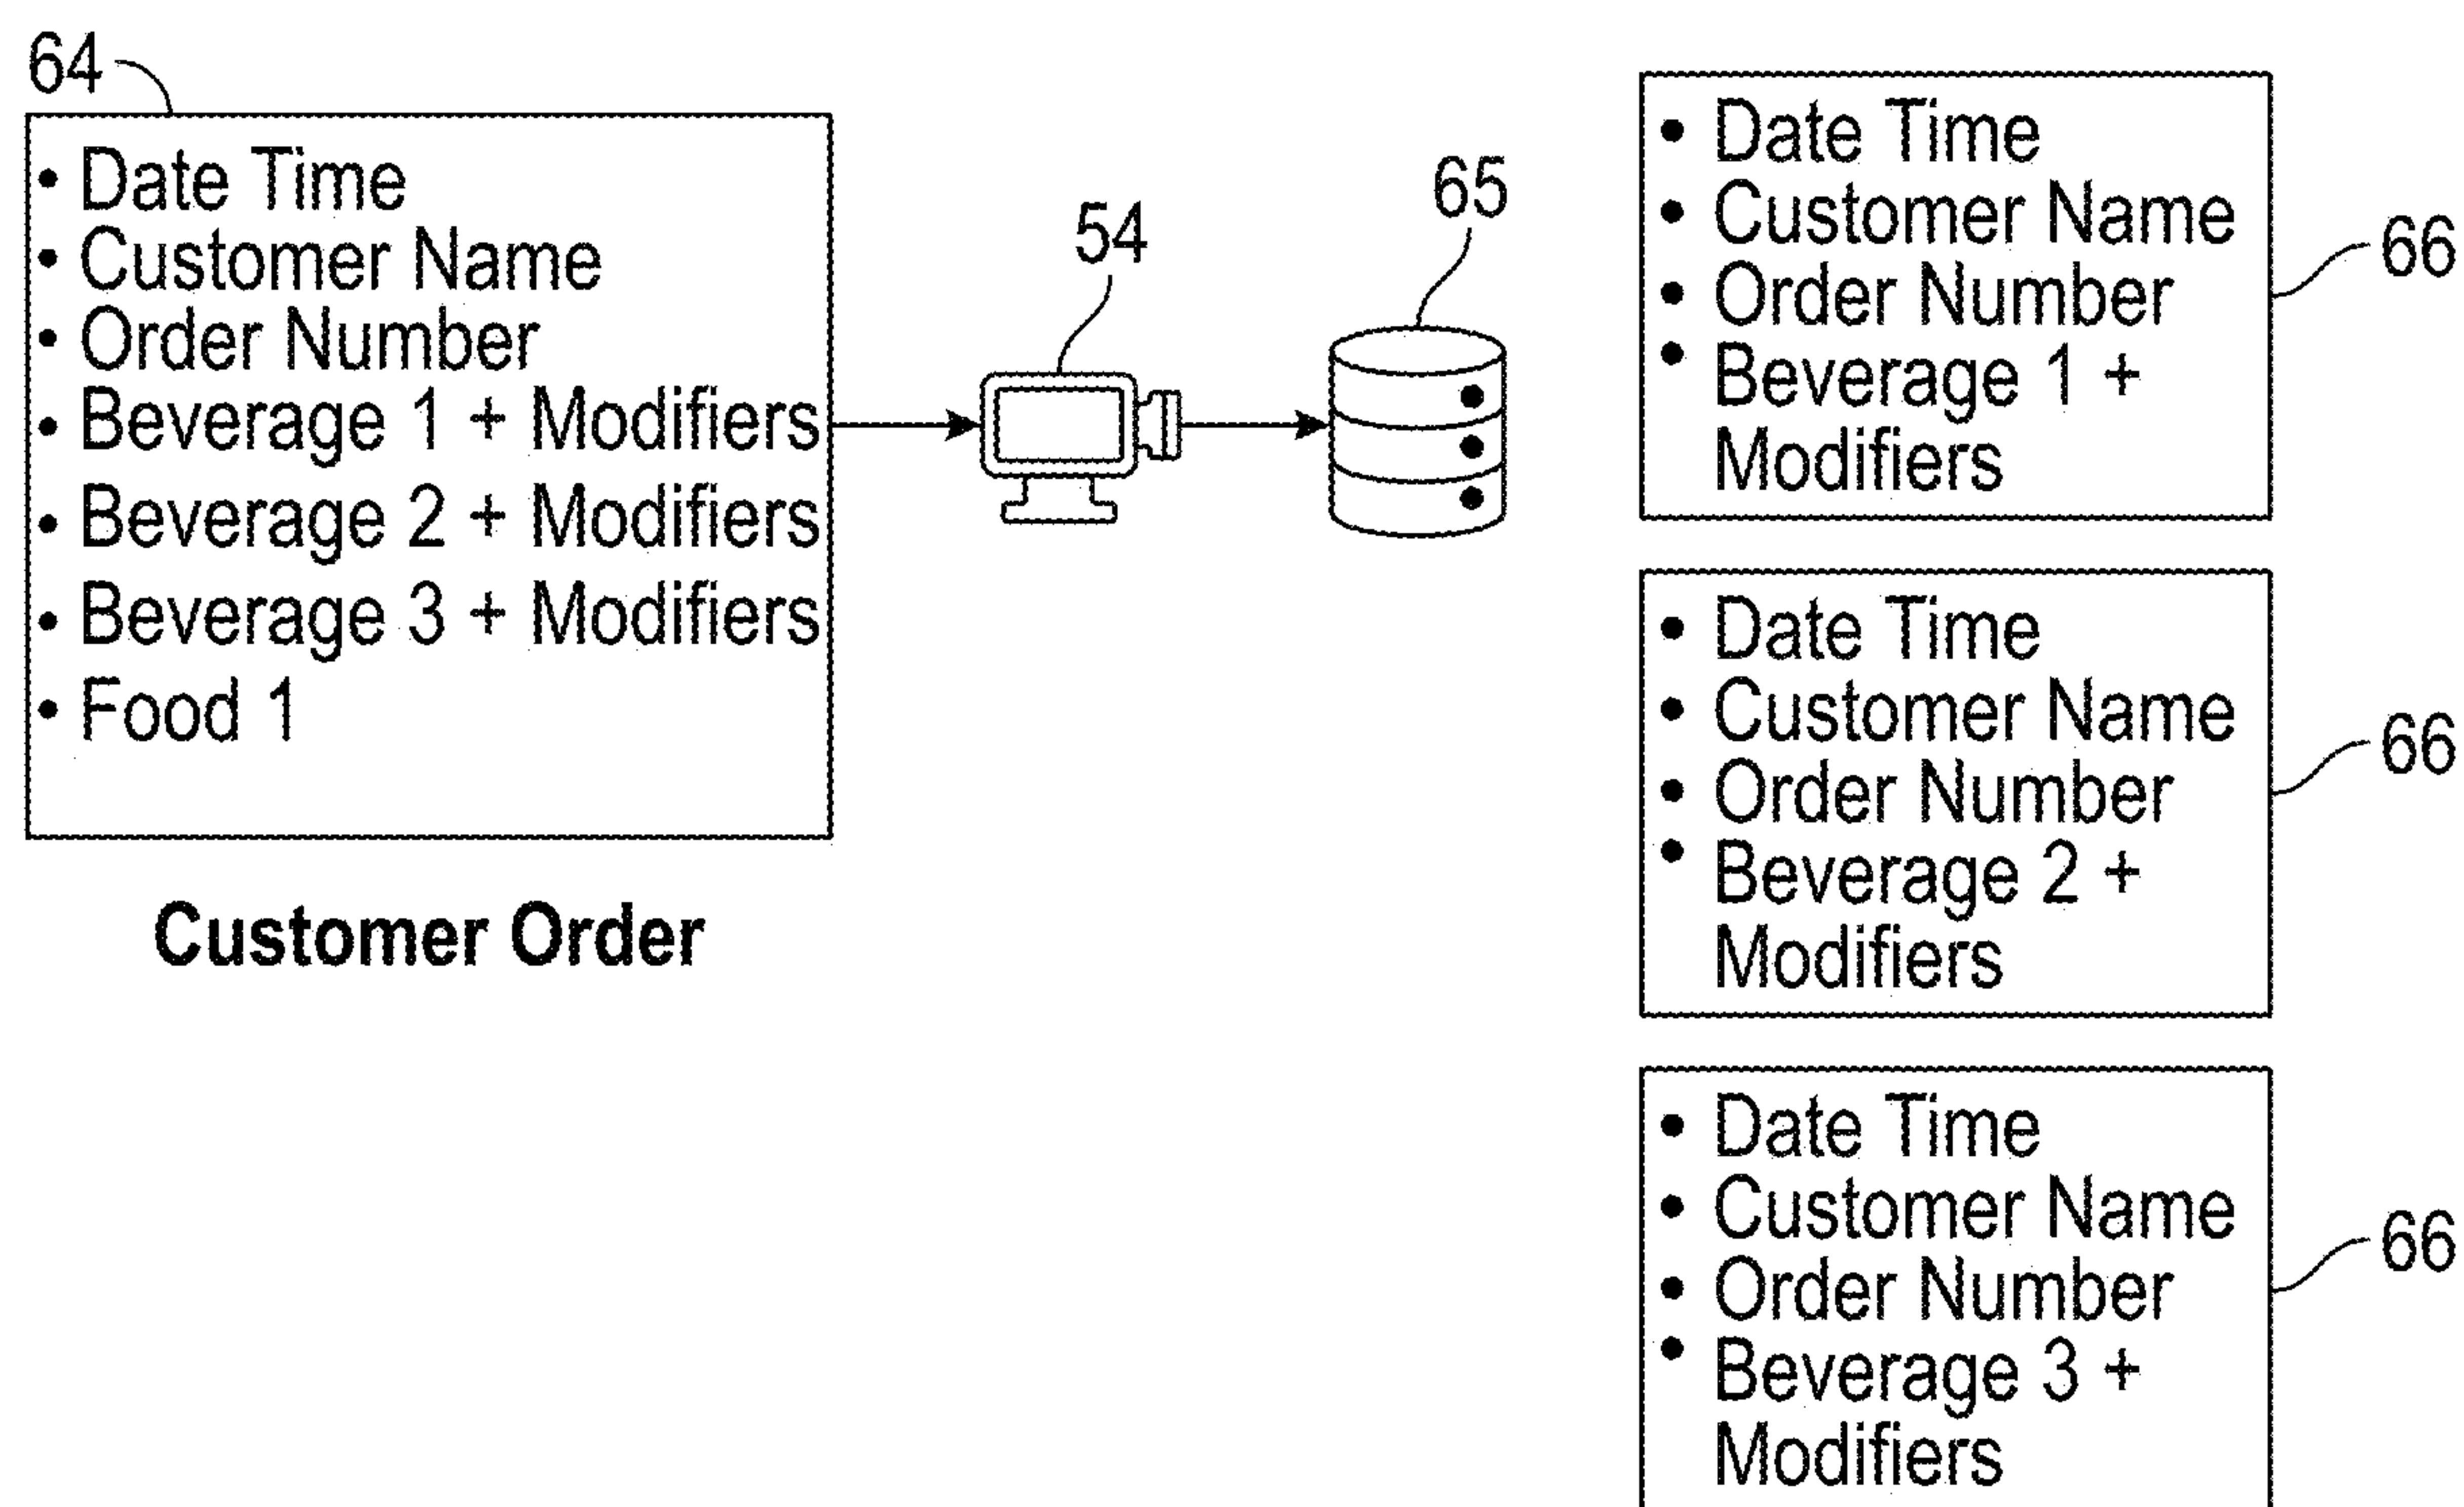 64
• Date Time
• Customer Name
• Order Number
• Beverage 1 + Modifiers
• Beverage 2 + Modifiers
• Beverage 3 + Modifiers
• Food 1
Customer Order
54
65
• Date Time
• Customer Name
• Order Number
• Beverage 1 +
Modifiers
66
• Date Time
• Customer Name
• Order Number
• Beverage 2 +
Modifiers
66
• Date Time
• Customer Name
• Order Number
• Beverage 3 +
Modifiers
66